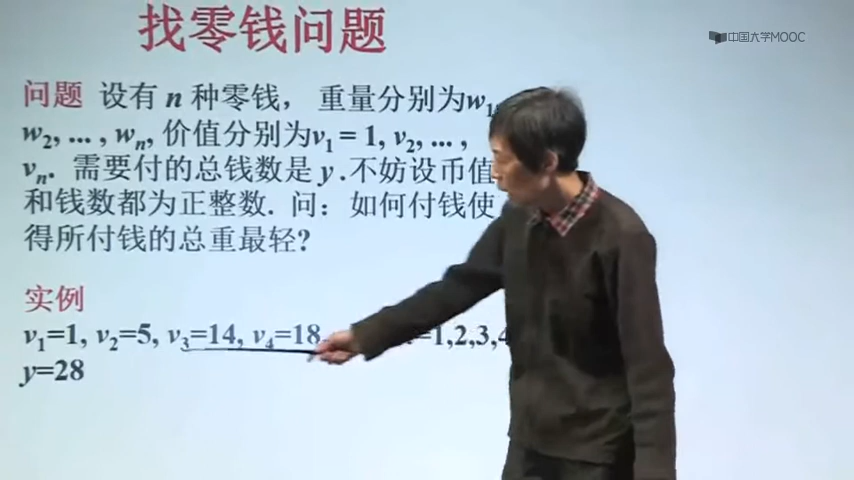 找零钱问题
中国大学MOOC
问题 设有 n 种零钱， 重量分别为w₁
w₂, ... , wₙ, 价值分别为v₁ = 1, v₂, ... ,
vₙ. 需要付的总钱数是 y .不妨设币值
和钱数都为正整数. 问：如何付钱使
得所付钱的总重最轻?
实例
v₁=1, v₂=5, v₃=14, v₄=18 =1,2,3,4
y=28